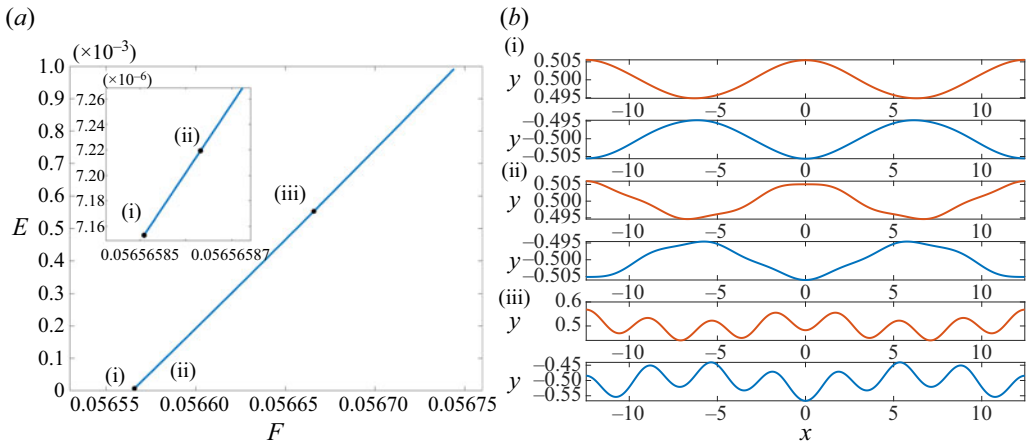 (a)
(×10⁻³)
1.0
0.9
0.8
0.7
0.6
0.5
0.4
0.3
0.2
0.1
0
E
(×10⁻⁶)
7.26
7.24
7.22
7.20
7.18
7.16
(ii)
(i)
0.05656585 0.05656587
(iii)
(i) (ii)
0.05655 0.05660 0.05665 0.05670 0.05675
F
(b)
(i)
y
0.505
0.500
0.495
−10 −5 0 5 10
y
−0.495
−0.500
−0.505
−10 −5 0 5 10
(ii)
y
0.505
0.495
−10 −5 0 5 10
y
−0.495
−0.505
−10 −5 0 5 10
(iii)
y
0.6
0.5
−10 −5 0 5 10
y
−0.45
−0.50
−0.55
−10 −5 0 5 10
x